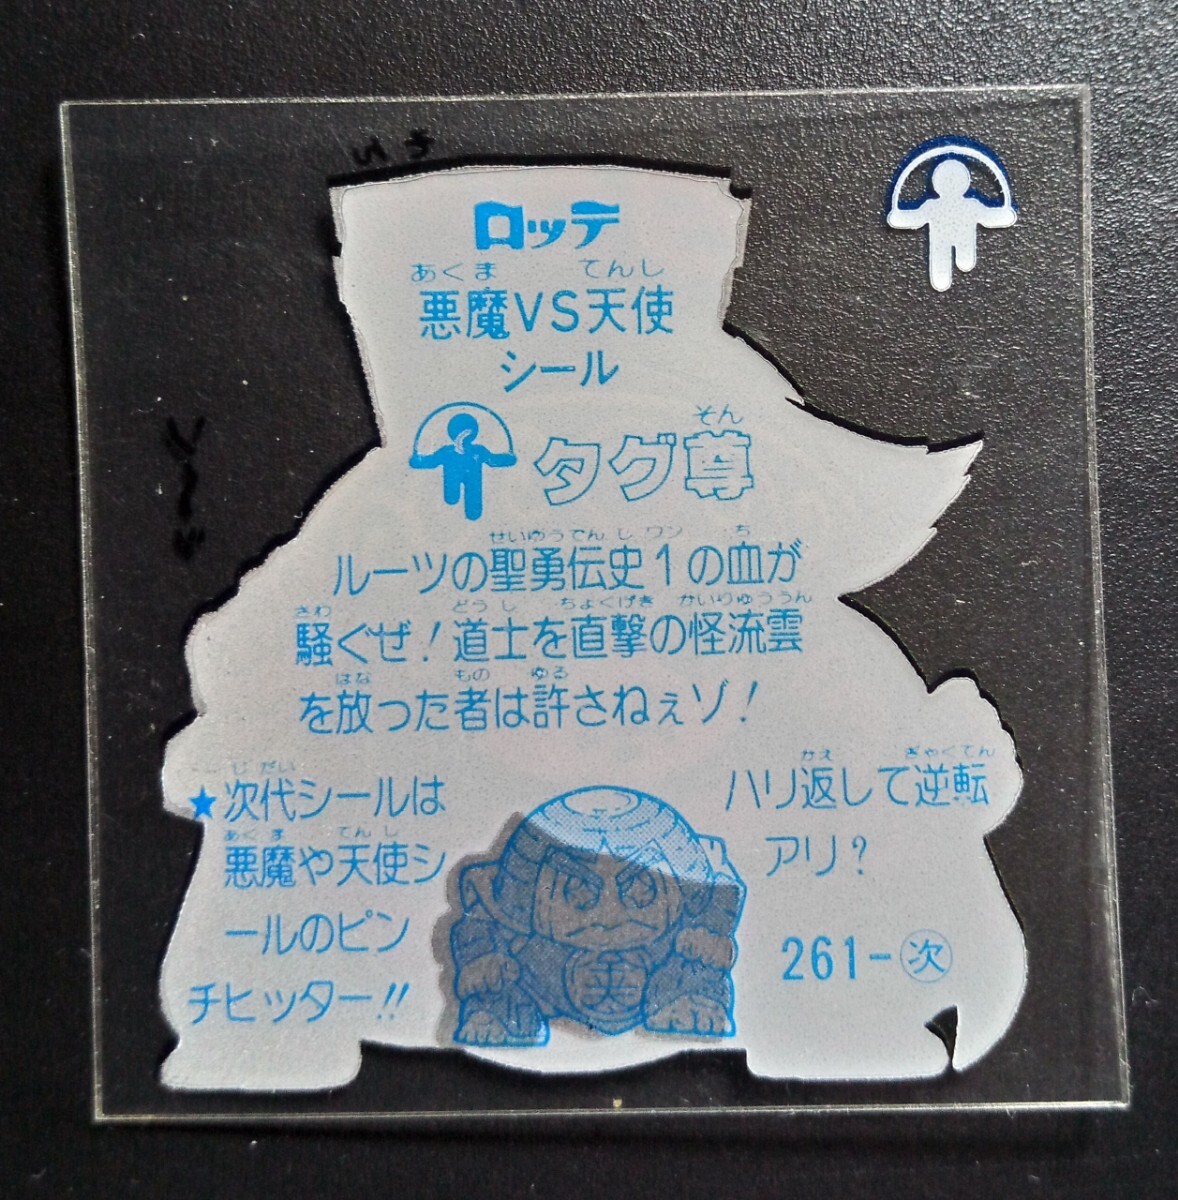 ロッテ
あくま てんし
悪魔VS天使
シール
そん
タグ尊
せいゆうでんしワン ち
ルーツの聖勇伝史1の血が
さわ どうし ちょくげき かいりゅううん
騒ぐぜ!道士を直撃の怪流雲
はな もの ゆる
を放った者は許さねぇゾ!
じだい
★次代シールは
あくま てんし
悪魔や天使シ
ールのピン
チヒッター!!
かえ ぎゃくてん
ハリ返して逆転
アリ?
261-次